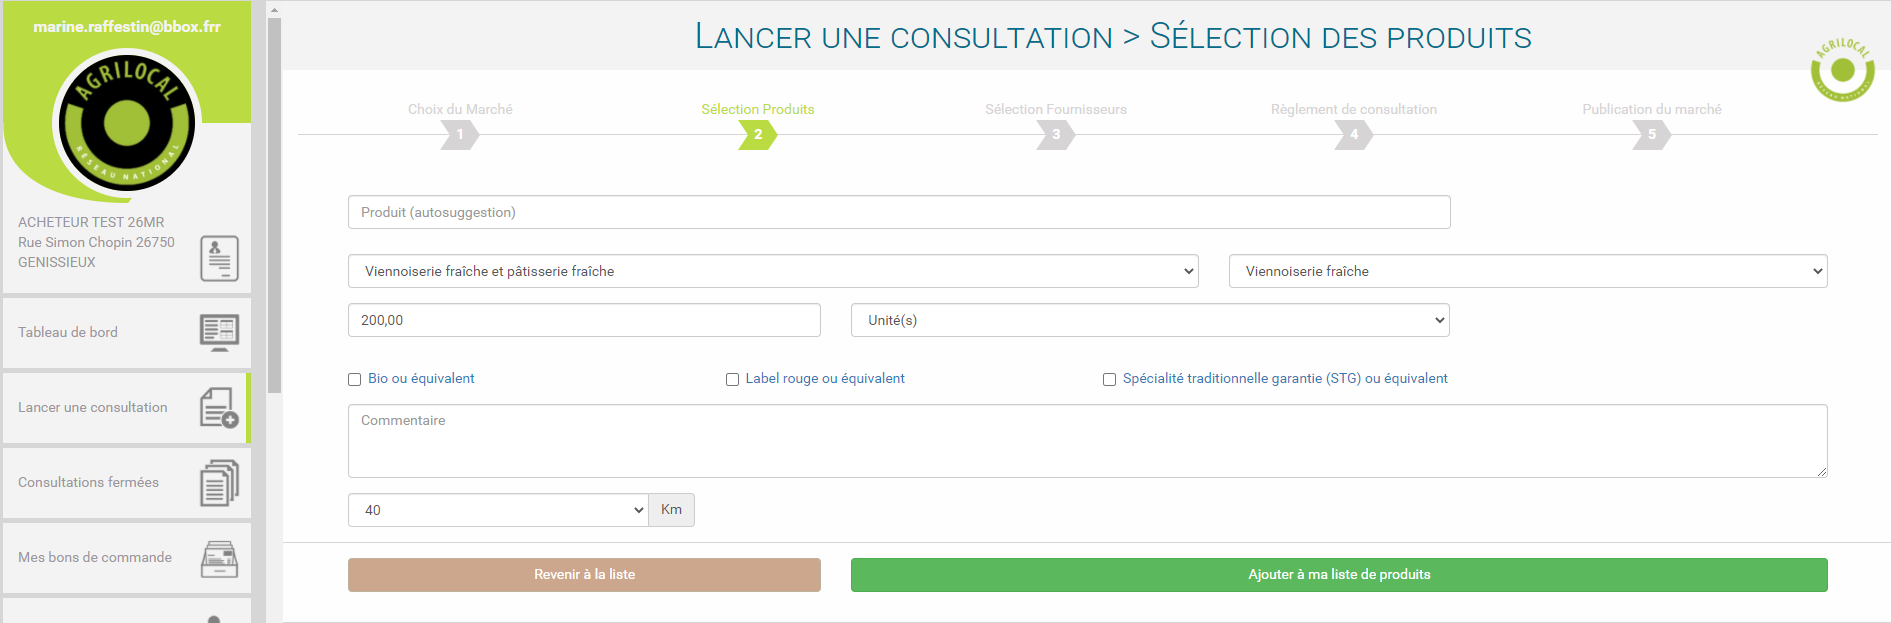 marine.raffestin@bbox.frr
AGRILOCAL
RÉSEAU NATIONAL
ACHETEUR TEST 26MR
Rue Simon Chopin 26750
GENISSIEUX
Tableau de bord
Lancer une consultation
Consultations fermées
Mes bons de commande
LANCER UNE CONSULTATION > SÉLECTION DES PRODUITS
AGRILOCAL
Choix du Marché
1
Sélection Produits
2
Sélection Fournisseurs
3
Règlement de consultation
4
Publication du marché
5
Produit (autosuggestion)
Viennoiserie fraîche et pâtisserie fraîche
Viennoiserie fraîche
200,00
Unité(s)
Bio ou équivalent
Label rouge ou équivalent
Spécialité traditionnelle garantie (STG) ou équivalent
Commentaire
40
Km
Revenir à la liste
Ajouter à ma liste de produits